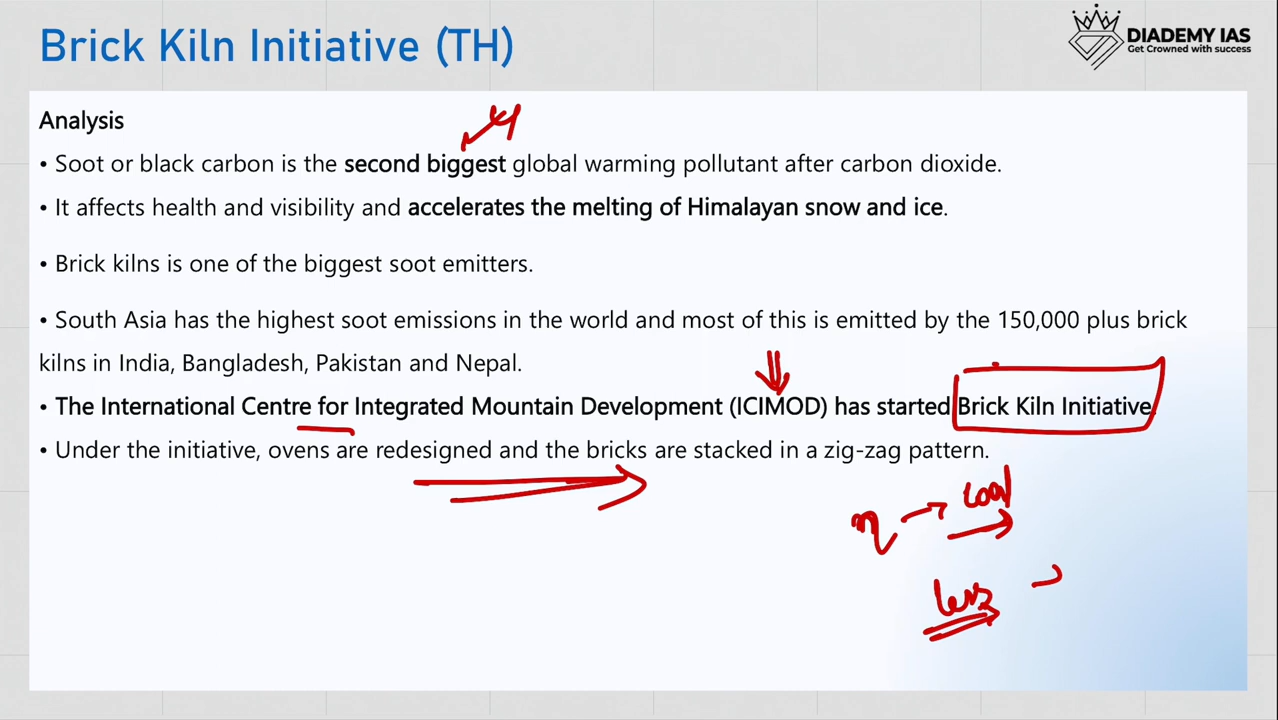 Brick Kiln Initiative (TH)
DIADEMY IAS
Get Crowned with success
Analysis
• Soot or black carbon is the second biggest global warming pollutant after carbon dioxide.
• It affects health and visibility and accelerates the melting of Himalayan snow and ice.
• Brick kilns is one of the biggest soot emitters.
• South Asia has the highest soot emissions in the world and most of this is emitted by the 150,000 plus brick
kilns in India, Bangladesh, Pakistan and Nepal.
• The International Centre for Integrated Mountain Development (ICIMOD) has started Brick Kiln Initiative.
• Under the initiative, ovens are redesigned and the bricks are stacked in a zig-zag pattern.
η coal
less